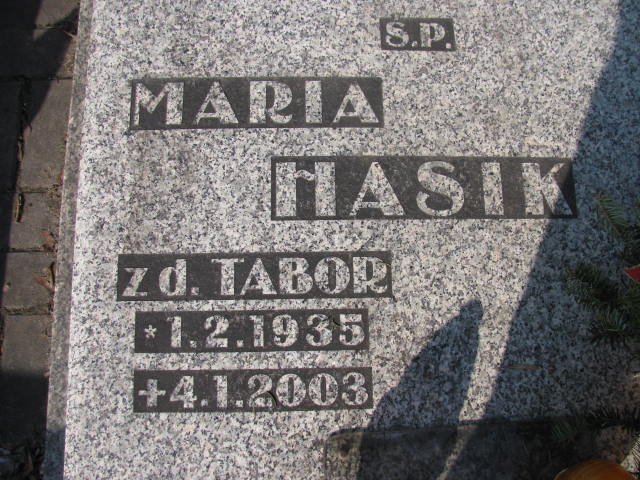 S.P.
MARIA
HASIK
z d. TABOR
*1.2.1935
+4.1.2003